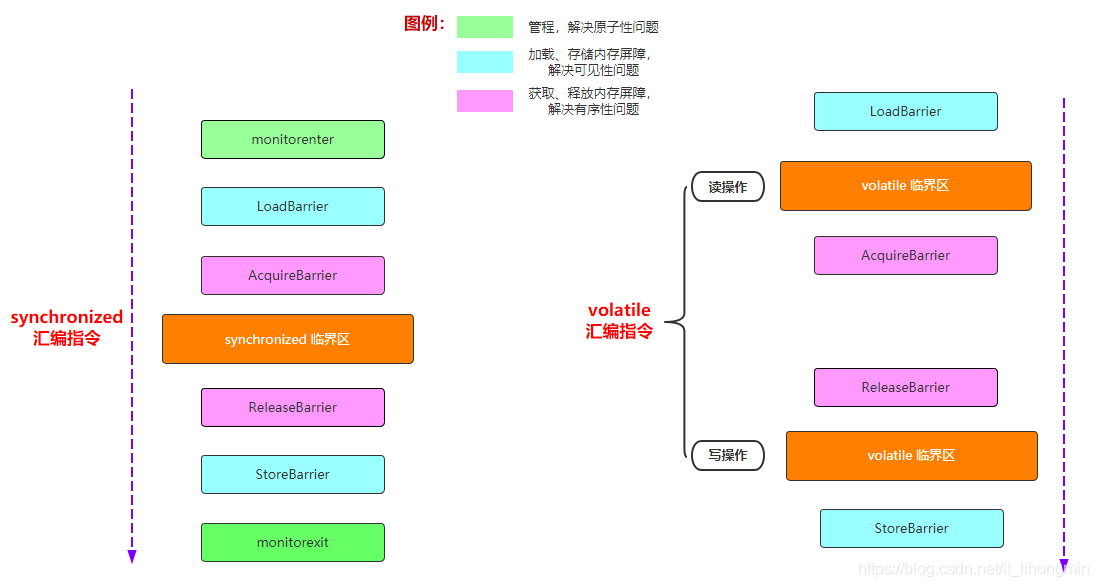 图例：
管程，解决原子性问题
加载、存储内存屏障，
解决可见性问题
获取、释放内存屏障，
解决有序性问题
synchronized
汇编指令
monitorenter
LoadBarrier
AcquireBarrier
synchronized 临界区
ReleaseBarrier
StoreBarrier
monitorexit
volatile
汇编指令
读操作
LoadBarrier
volatile 临界区
AcquireBarrier
写操作
ReleaseBarrier
volatile 临界区
StoreBarrier
https://blog.csdn.net/it_lihongmin